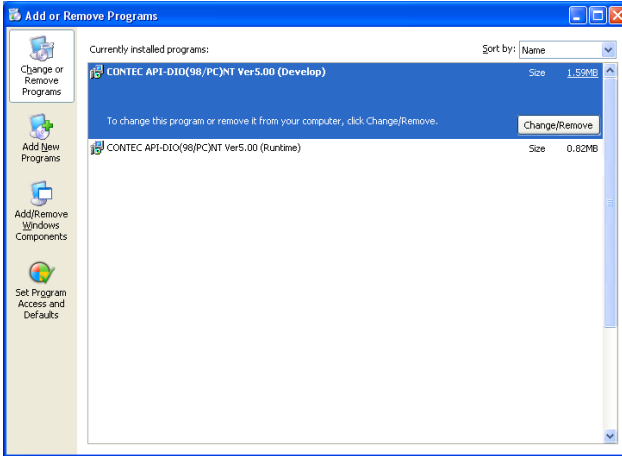 Add or Remove Programs
Currently installed programs:
Sort by: Name
Change or
Remove
Programs
Add New
Programs
Add/Remove
Windows
Components
Set Program
Access and
Defaults
CONTEC API-DIO(98/PC)NT Ver5.00 (Develop) Size 1.59MB
To change this program or remove it from your computer, click Change/Remove. Change/Remove
CONTEC API-DIO(98/PC)NT Ver5.00 (Runtime) Size 0.82MB